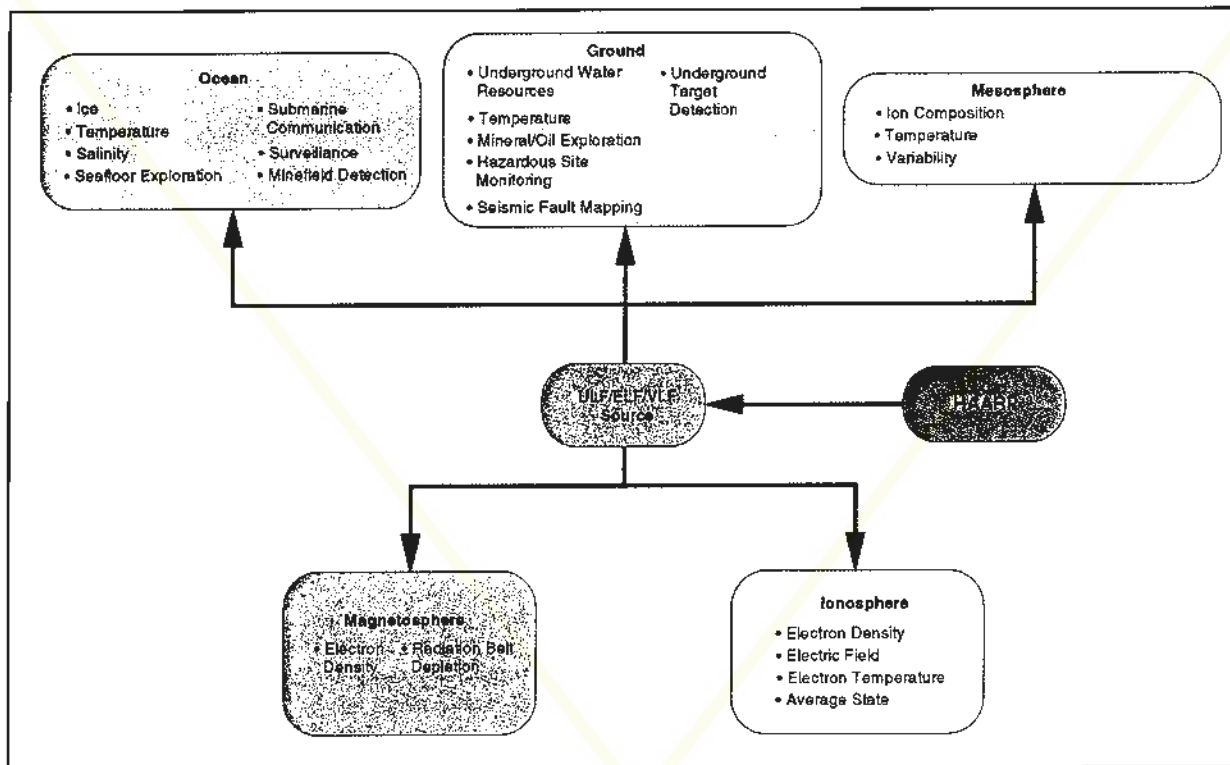 Ocean
• Ice
• Temperature
• Salinity
• Seafloor Exploration
• Submarine
Communication
• Surveillance
• Minefield Detection
Ground
• Underground Water
Resources
• Temperature
• Mineral/Oil Exploration
• Hazardous Site
Monitoring
• Seismic Fault Mapping
• Underground
Target
Detection
Mesosphere
• Ion Composition
• Temperature
• Variability
ULF/ELF/VLF
Source
HAARP
Magnetosphere
• Electron
Density
• Radiation Belt
Depletion
Ionosphere
• Electron Density
• Electric Field
• Electron Temperature
• Average State